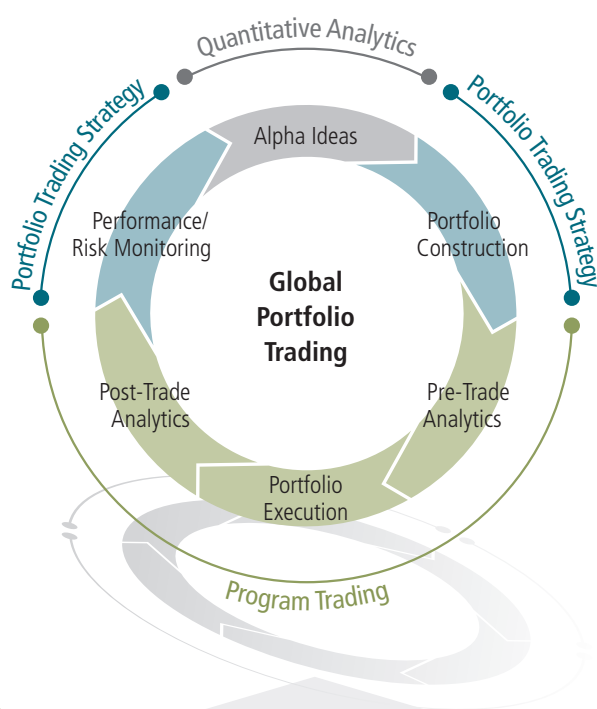 Quantitative Analytics
Portfolio Trading Strategy
Portfolio Trading Strategy
Alpha Ideas
Performance/
Risk Monitoring
Portfolio
Construction
Global
Portfolio
Trading
Post-Trade
Analytics
Pre-Trade
Analytics
Portfolio
Execution
Program Trading